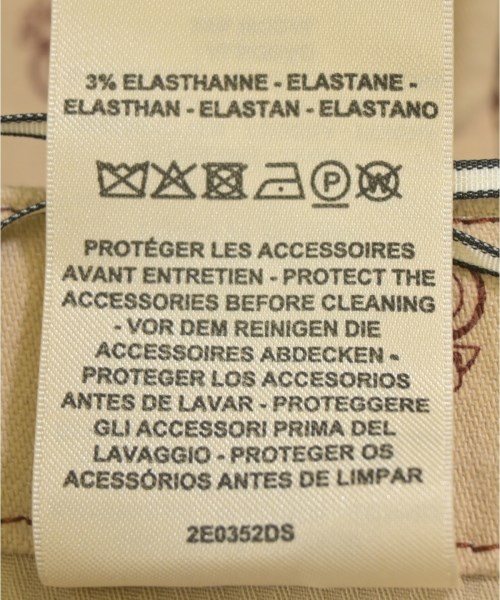 3% ELASTHANNE - ELASTANE -
ELASTHAN - ELASTAN - ELASTANO
P W
PROTÉGER LES ACCESSOIRES
AVANT ENTRETIEN - PROTECT THE
ACCESSORIES BEFORE CLEANING
- VOR DEM REINIGEN DIE
ACCESSOIRES ABDECKEN -
PROTEGER LOS ACCESORIOS
ANTES DE LAVAR - PROTEGGERE
GLI ACCESSORI PRIMA DEL
LAVAGGIO - PROTEGER OS
ACESSÓRIOS ANTES DE LIMPAR
2E0352DS